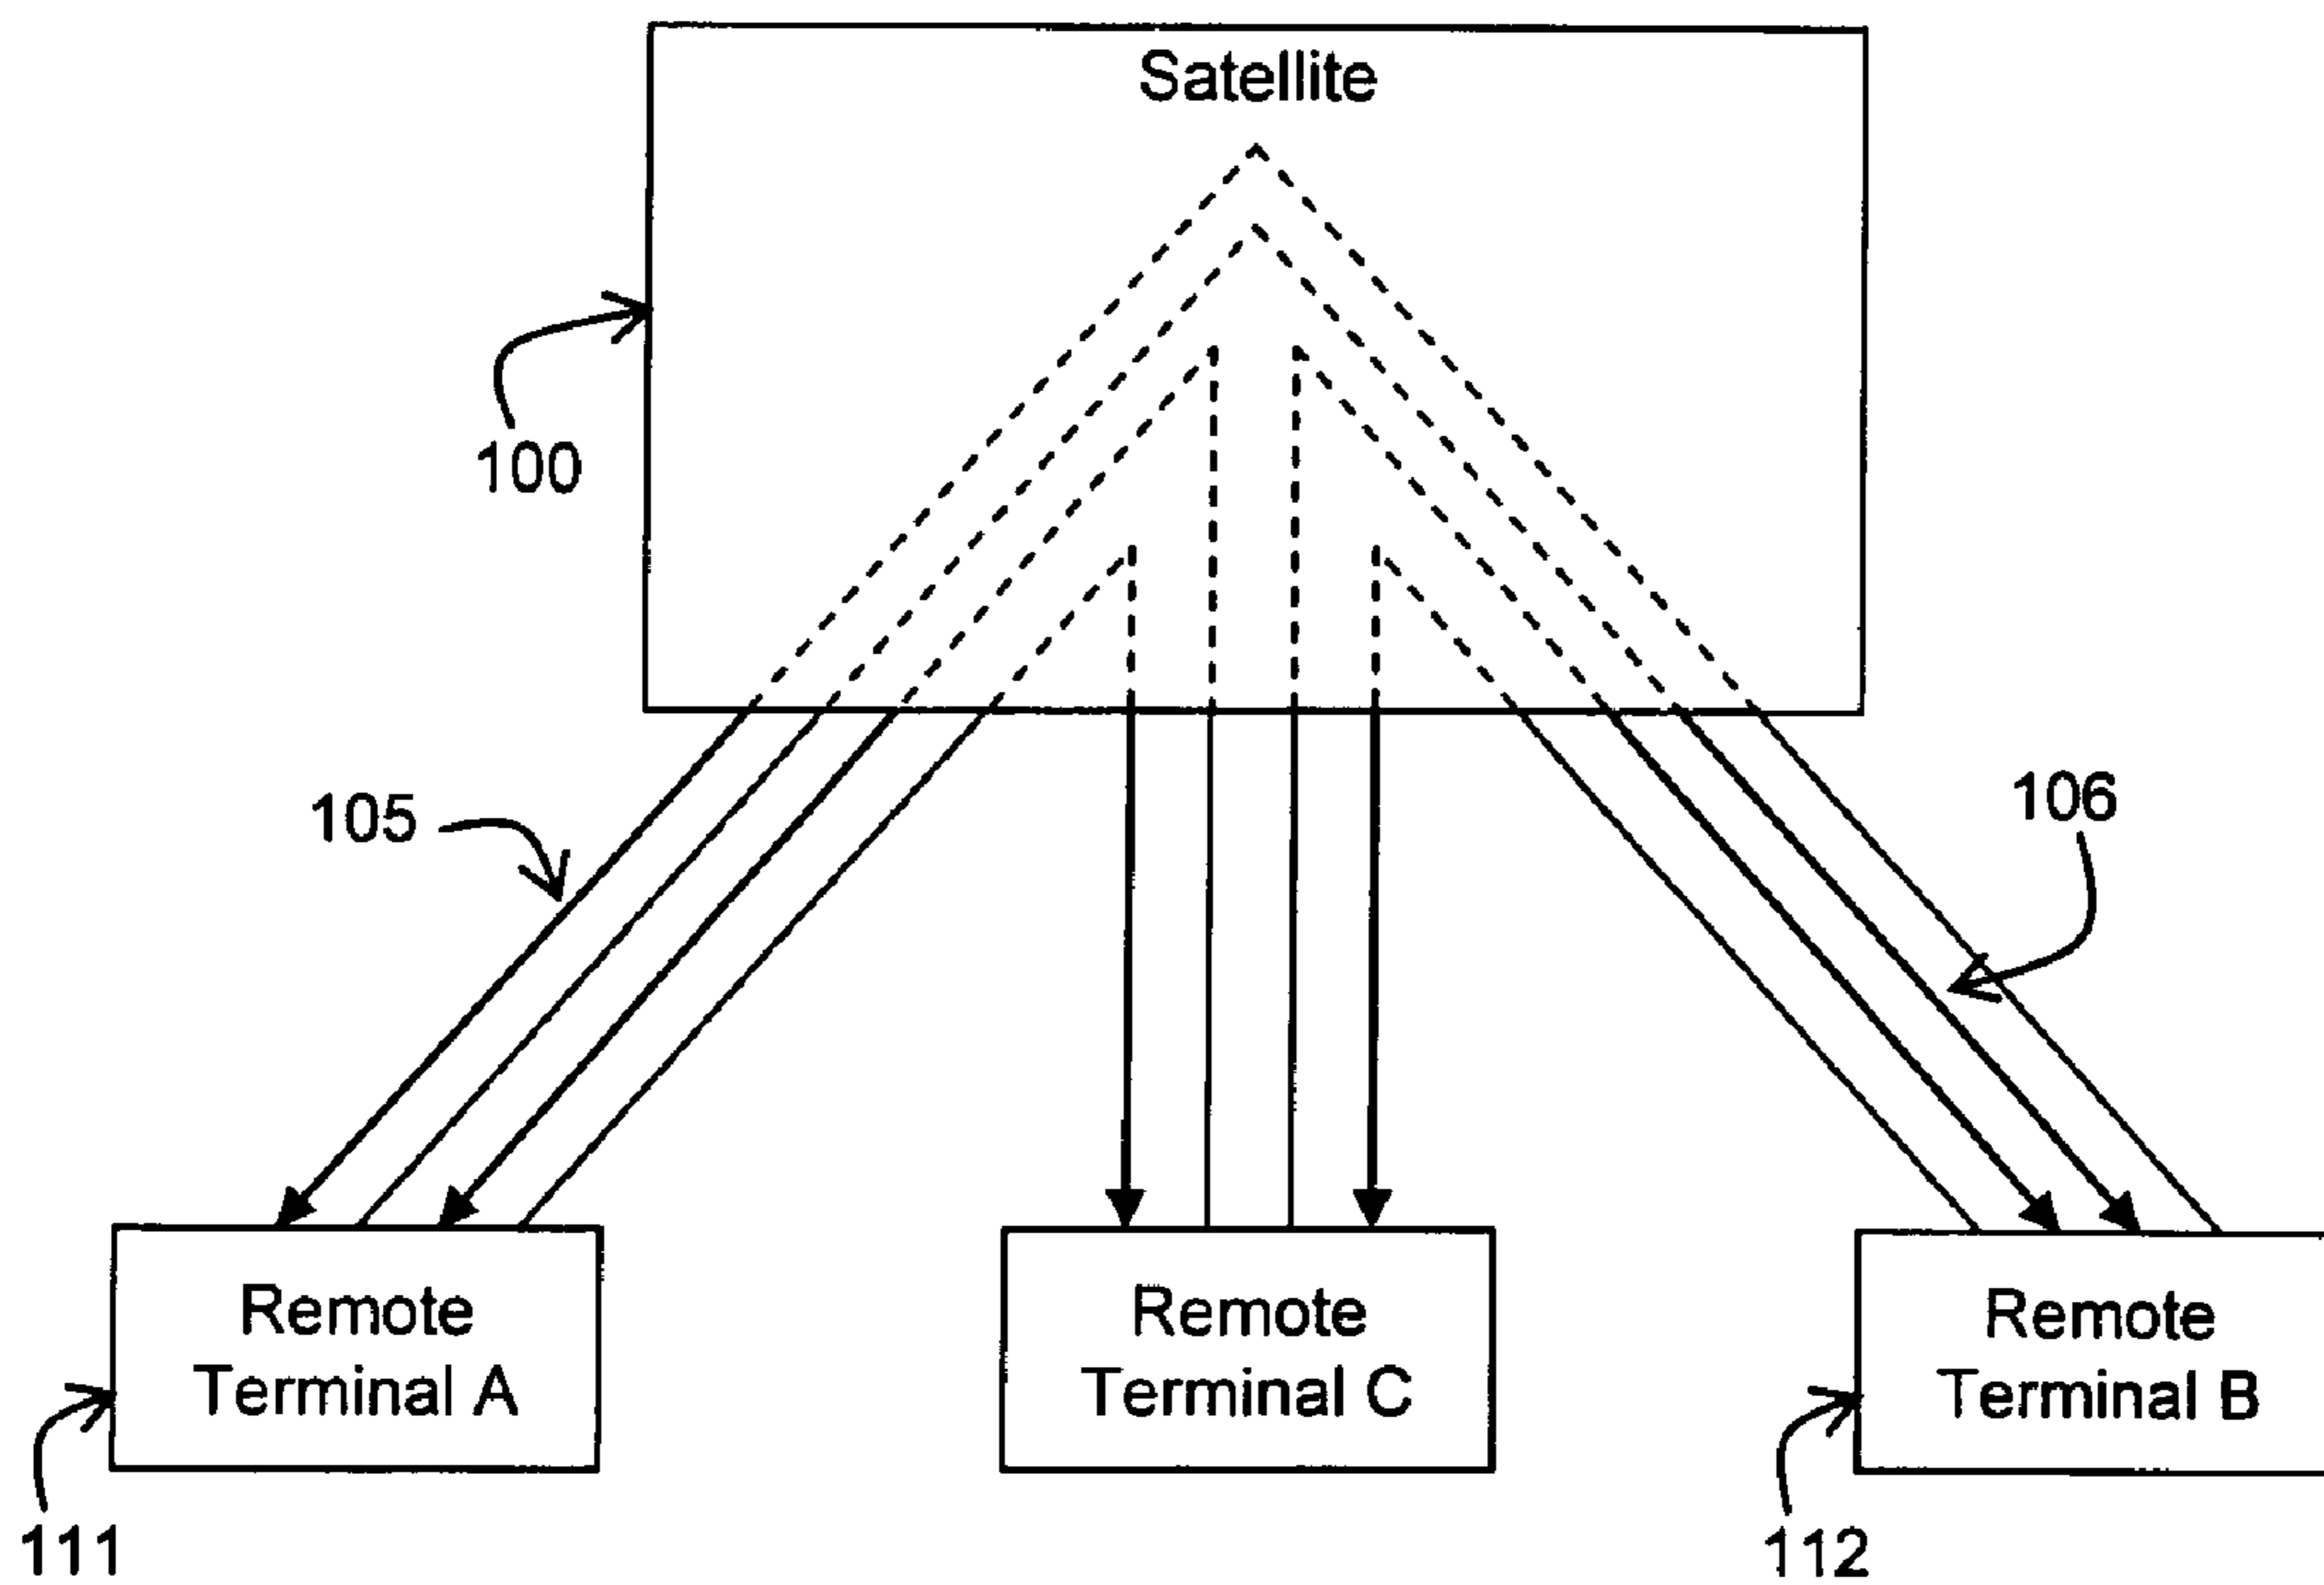 Satellite
100
105
106
Remote
Terminal A
Remote
Terminal C
Remote
Terminal B
111
112